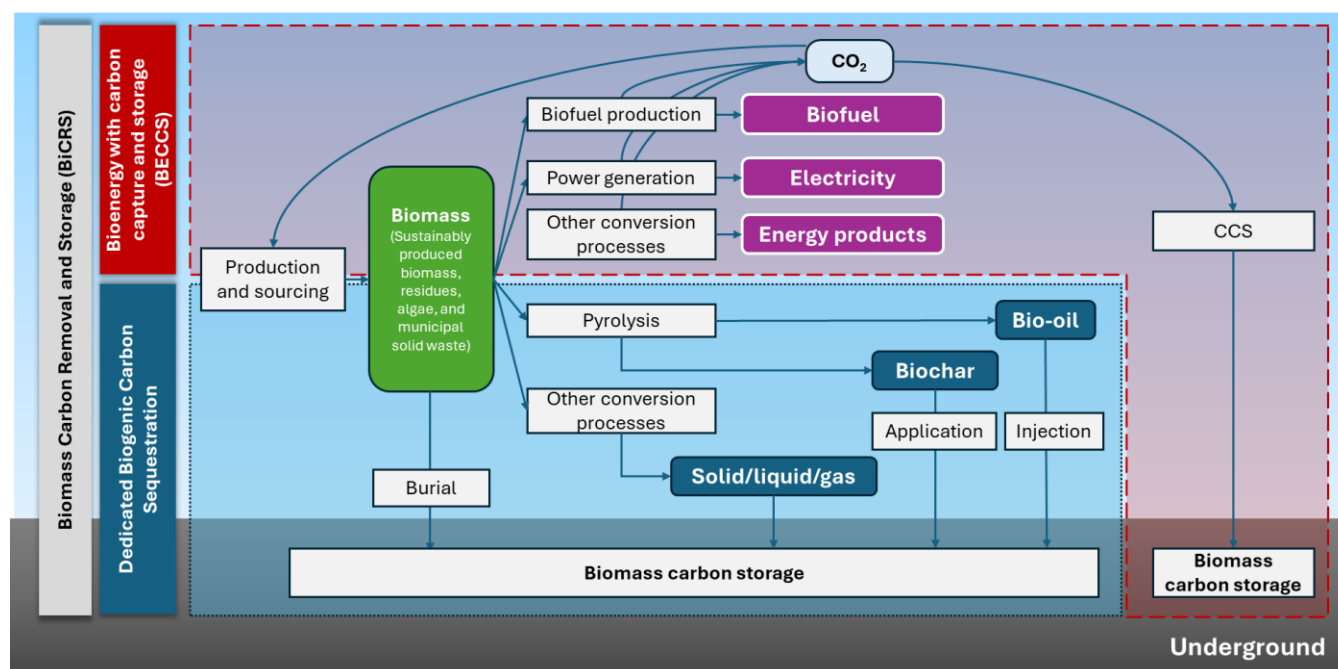 Biomass Carbon Removal and Storage (BiCRS)
Bioenergy with carbon
capture and storage
(BECCS)
Dedicated Biogenic Carbon
Sequestration
CO₂
Biofuel production
Biofuel
Power generation
Electricity
Other conversion
processes
Energy products
CCS
Production
and sourcing
Biomass
(Sustainably
produced
biomass,
residues,
algae, and
municipal
solid waste)
Pyrolysis
Bio-oil
Biochar
Other conversion
processes
Application
Injection
Solid/liquid/gas
Burial
Biomass carbon storage
Biomass
carbon storage
Underground